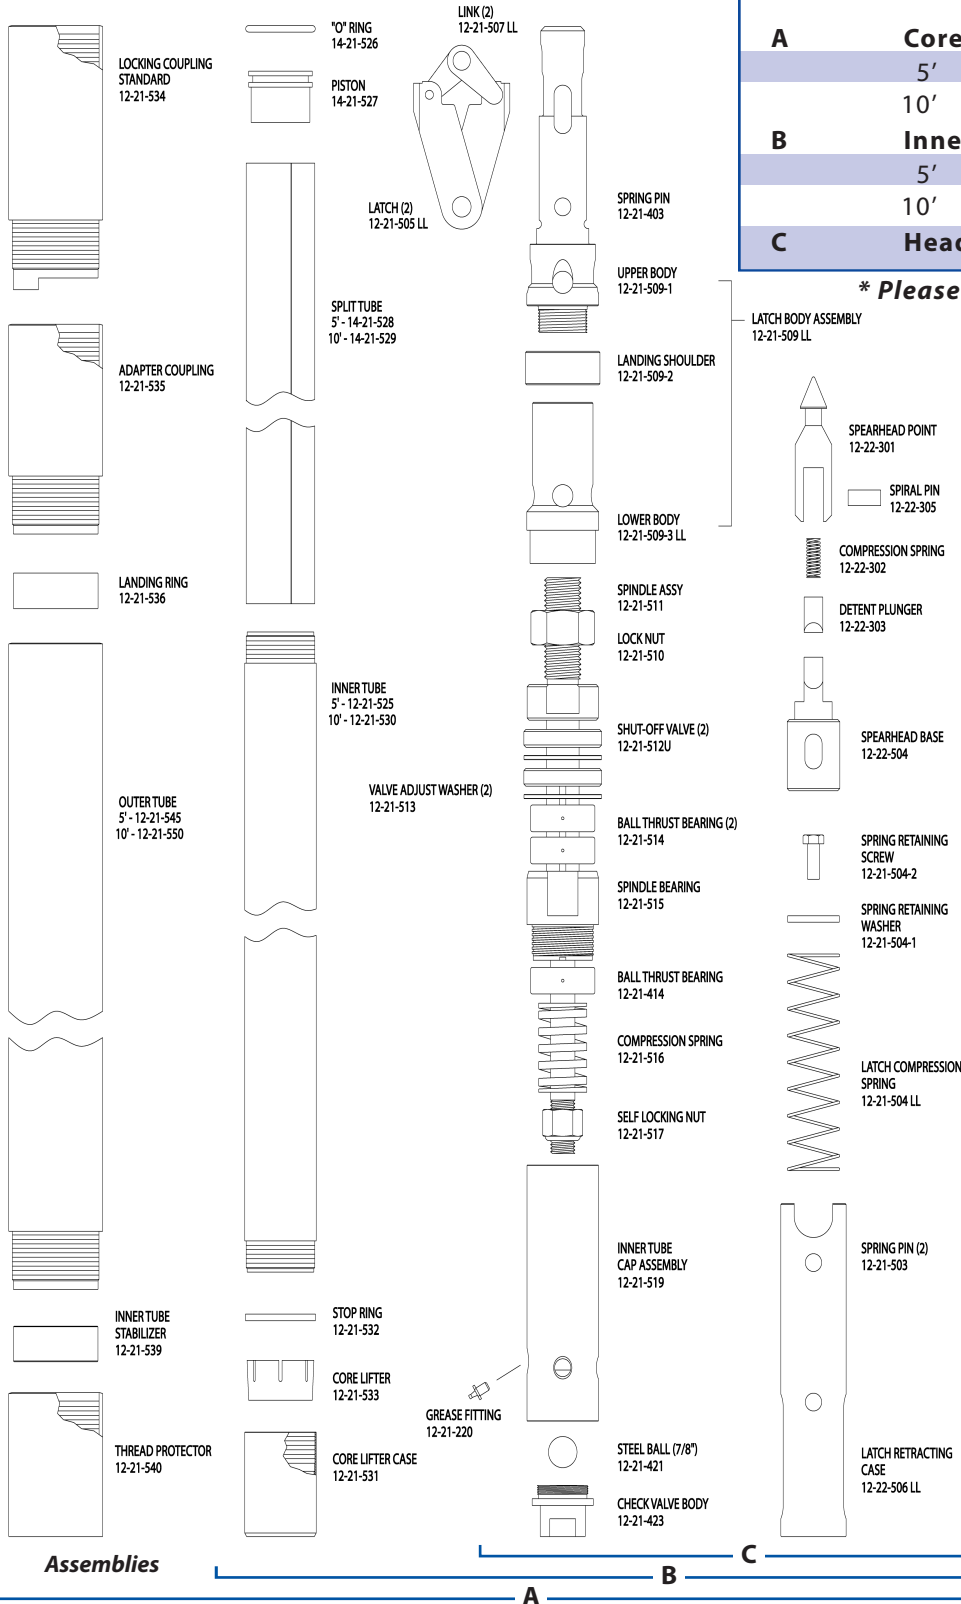 LOCKING COUPLING
STANDARD
12-21-534
ADAPTER COUPLING
12-21-535
LANDING RING
12-21-536
OUTER TUBE
5' - 12-21-545
10' - 12-21-550
INNER TUBE
STABILIZER
12-21-539
THREAD PROTECTOR
12-21-540
"O" RING
14-21-526
PISTON
14-21-527
SPLIT TUBE
5' - 14-21-528
10' - 14-21-529
INNER TUBE
5' - 12-21-525
10' - 12-21-530
STOP RING
12-21-532
CORE LIFTER
12-21-533
CORE LIFTER CASE
12-21-531
LINK (2)
12-21-507 LL
LATCH (2)
12-21-505 LL
VALVE ADJUST WASHER (2)
12-21-513
GREASE FITTING
12-21-220
SPRING PIN
12-21-403
UPPER BODY
12-21-509-1
LANDING SHOULDER
12-21-509-2
LOWER BODY
12-21-509-3 LL
SPINDLE ASSY
12-21-511
LOCK NUT
12-21-510
SHUT-OFF VALVE (2)
12-21-512U
BALL THRUST BEARING (2)
12-21-514
SPINDLE BEARING
12-21-515
BALL THRUST BEARING
12-21-414
COMPRESSION SPRING
12-21-516
SELF LOCKING NUT
12-21-517
INNER TUBE
CAP ASSEMBLY
12-21-519
STEEL BALL (7/8")
12-21-421
CHECK VALVE BODY
12-21-423
A Core
5'
10'
B Inne
5'
10'
C Head
* Please
LATCH BODY ASSEMBLY
12-21-509 LL
SPEARHEAD POINT
12-22-301
SPIRAL PIN
12-22-305
COMPRESSION SPRING
12-22-302
DETENT PLUNGER
12-22-303
SPEARHEAD BASE
12-22-504
SPRING RETAINING
SCREW
12-21-504-2
SPRING RETAINING
WASHER
12-21-504-1
LATCH COMPRESSION
SPRING
12-21-504 LL
SPRING PIN (2)
12-21-503
LATCH RETRACTING
CASE
12-22-506 LL
Assemblies
C
B
A